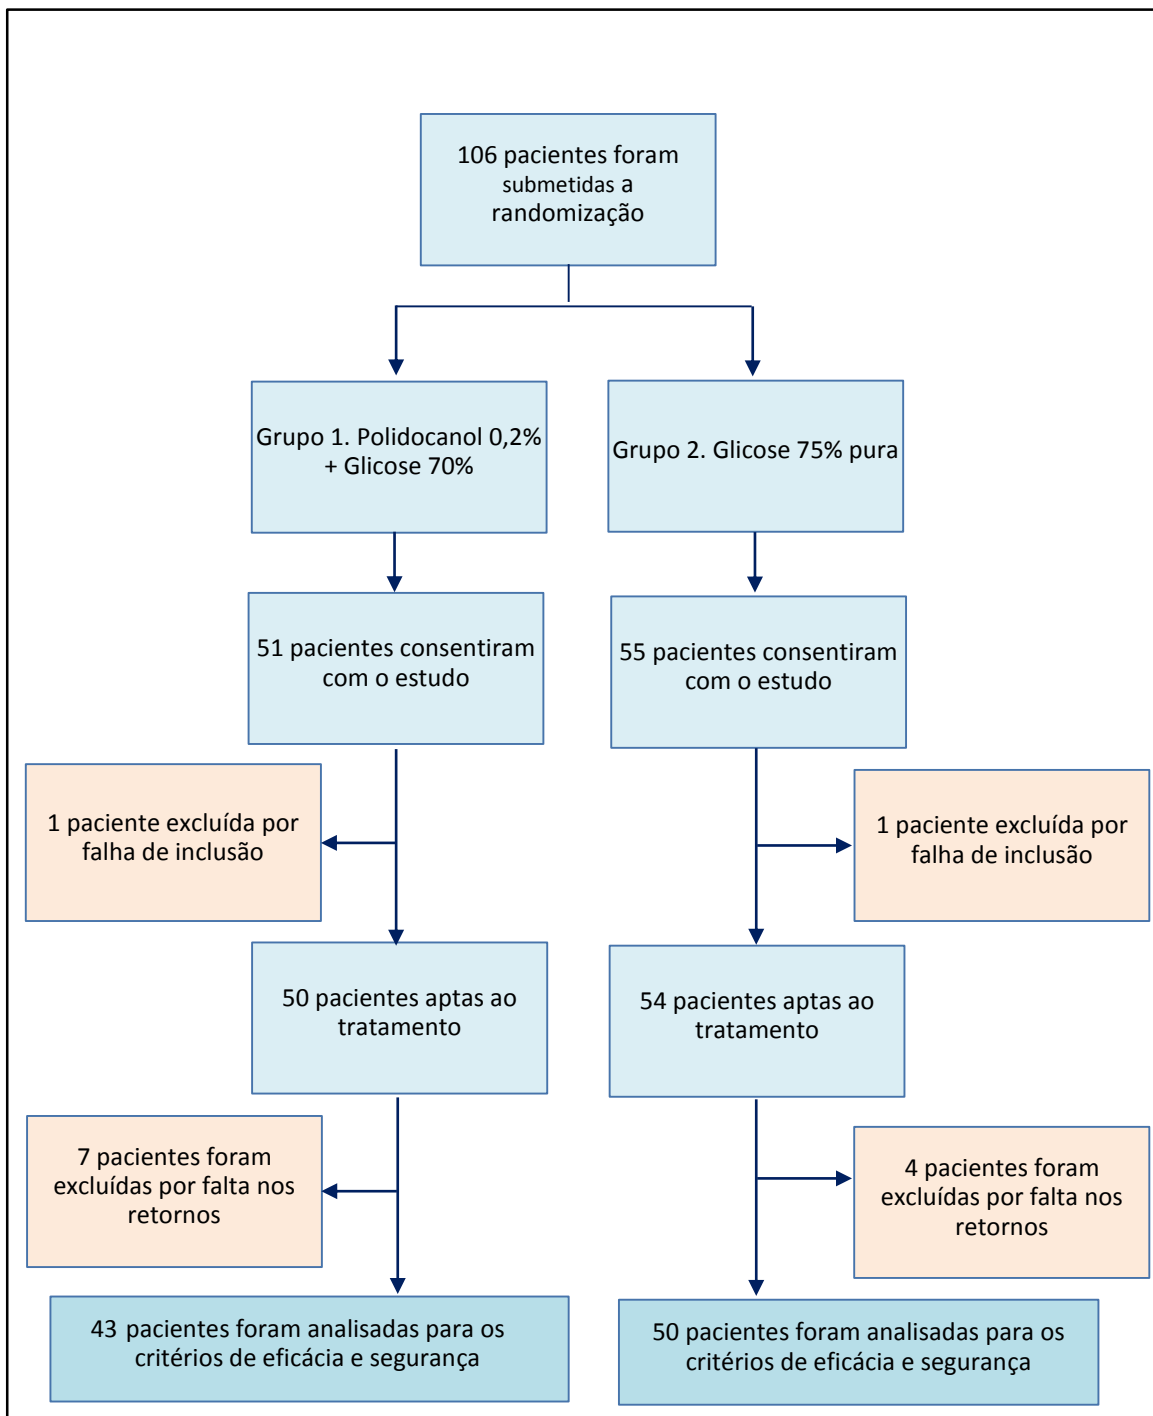 106 pacientes foram
submetidas a
randomização
Grupo 1. Polidocanol 0,2%
+ Glicose 70%
Grupo 2. Glicose 75% pura
51 pacientes consentiram
com o estudo
55 pacientes consentiram
com o estudo
1 paciente excluída por
falha de inclusão
1 paciente excluída por
falha de inclusão
50 pacientes aptas ao
tratamento
54 pacientes aptas ao
tratamento
7 pacientes foram
excluídas por falta nos
retornos
4 pacientes foram
excluídas por falta nos
retornos
43 pacientes foram analisadas para os
critérios de eficácia e segurança
50 pacientes foram analisadas para os
critérios de eficácia e segurança